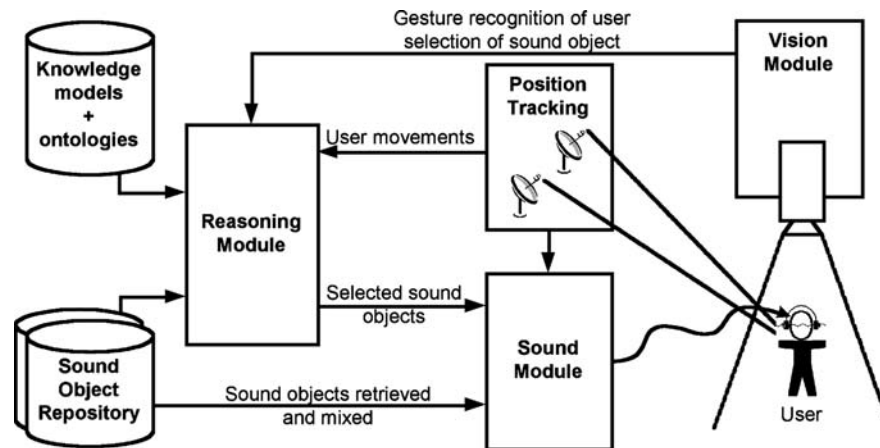 Gesture recognition of user
selection of sound object
Vision
Module
Knowledge
models
+
ontologies
Position
Tracking
User movements
Reasoning
Module
Selected sound
objects
Sound
Module
Sound
Object
Repository
Sound objects retrieved
and mixed
User